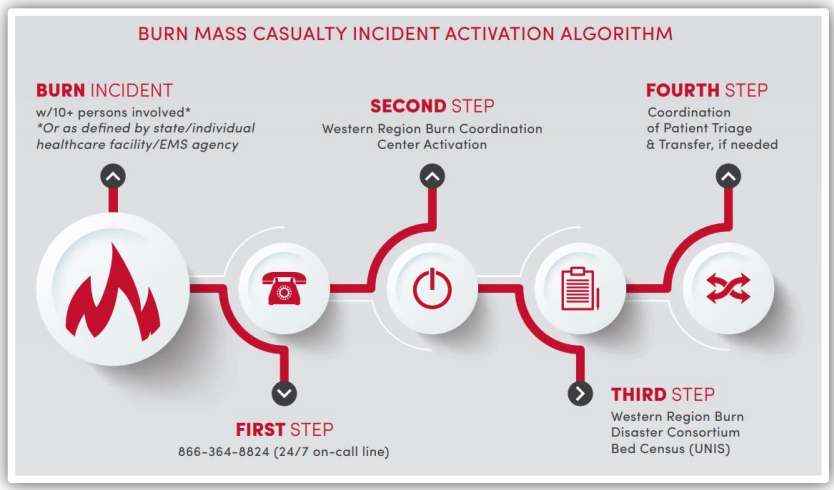 BURN MASS CASUALTY INCIDENT ACTIVATION ALGORITHM
BURN INCIDENT
w/10+ persons involved*
*Or as defined by state/individual
healthcare facility/EMS agency
FIRST STEP
866-364-8824 (24/7 on-call line)
SECOND STEP
Western Region Burn Coordination
Center Activation
THIRD STEP
Western Region Burn
Disaster Consortium
Bed Census (UNIS)
FOURTH STEP
Coordination
of Patient Triage
& Transfer, if needed